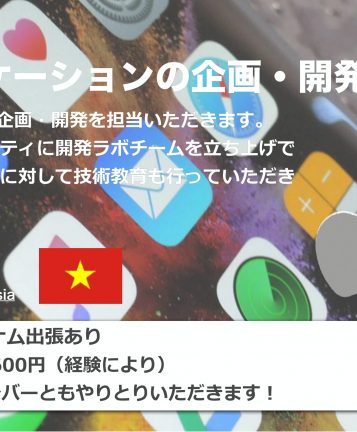 ケーションの企画・開発
企画・開発を担当いただきます。
ティに開発ラボチームを立ち上げで
に対して技術教育も行っていただき
sia
ナム出張あり
500円（経験により）
バーともやりとりいただきます！